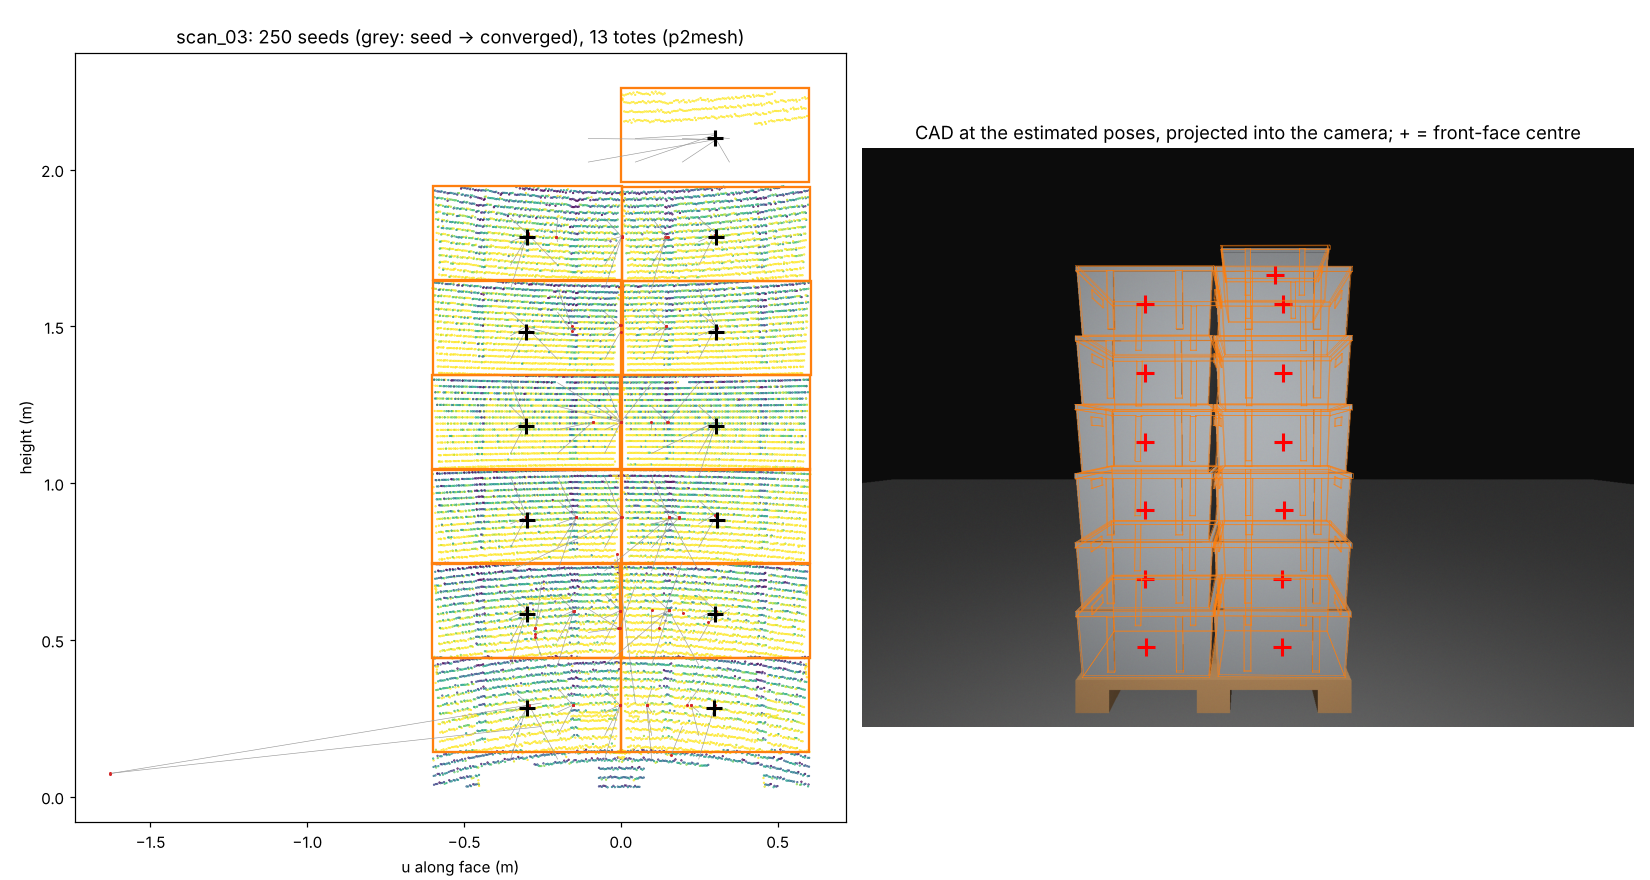 scan_03: 250 seeds (grey: seed → converged), 13 totes (p2mesh)
CAD at the estimated poses, projected into the camera; + = front-face centre
height (m)
2.0
1.5
1.0
0.5
0.0
−1.5
−1.0
−0.5
0.0
0.5
u along face (m)